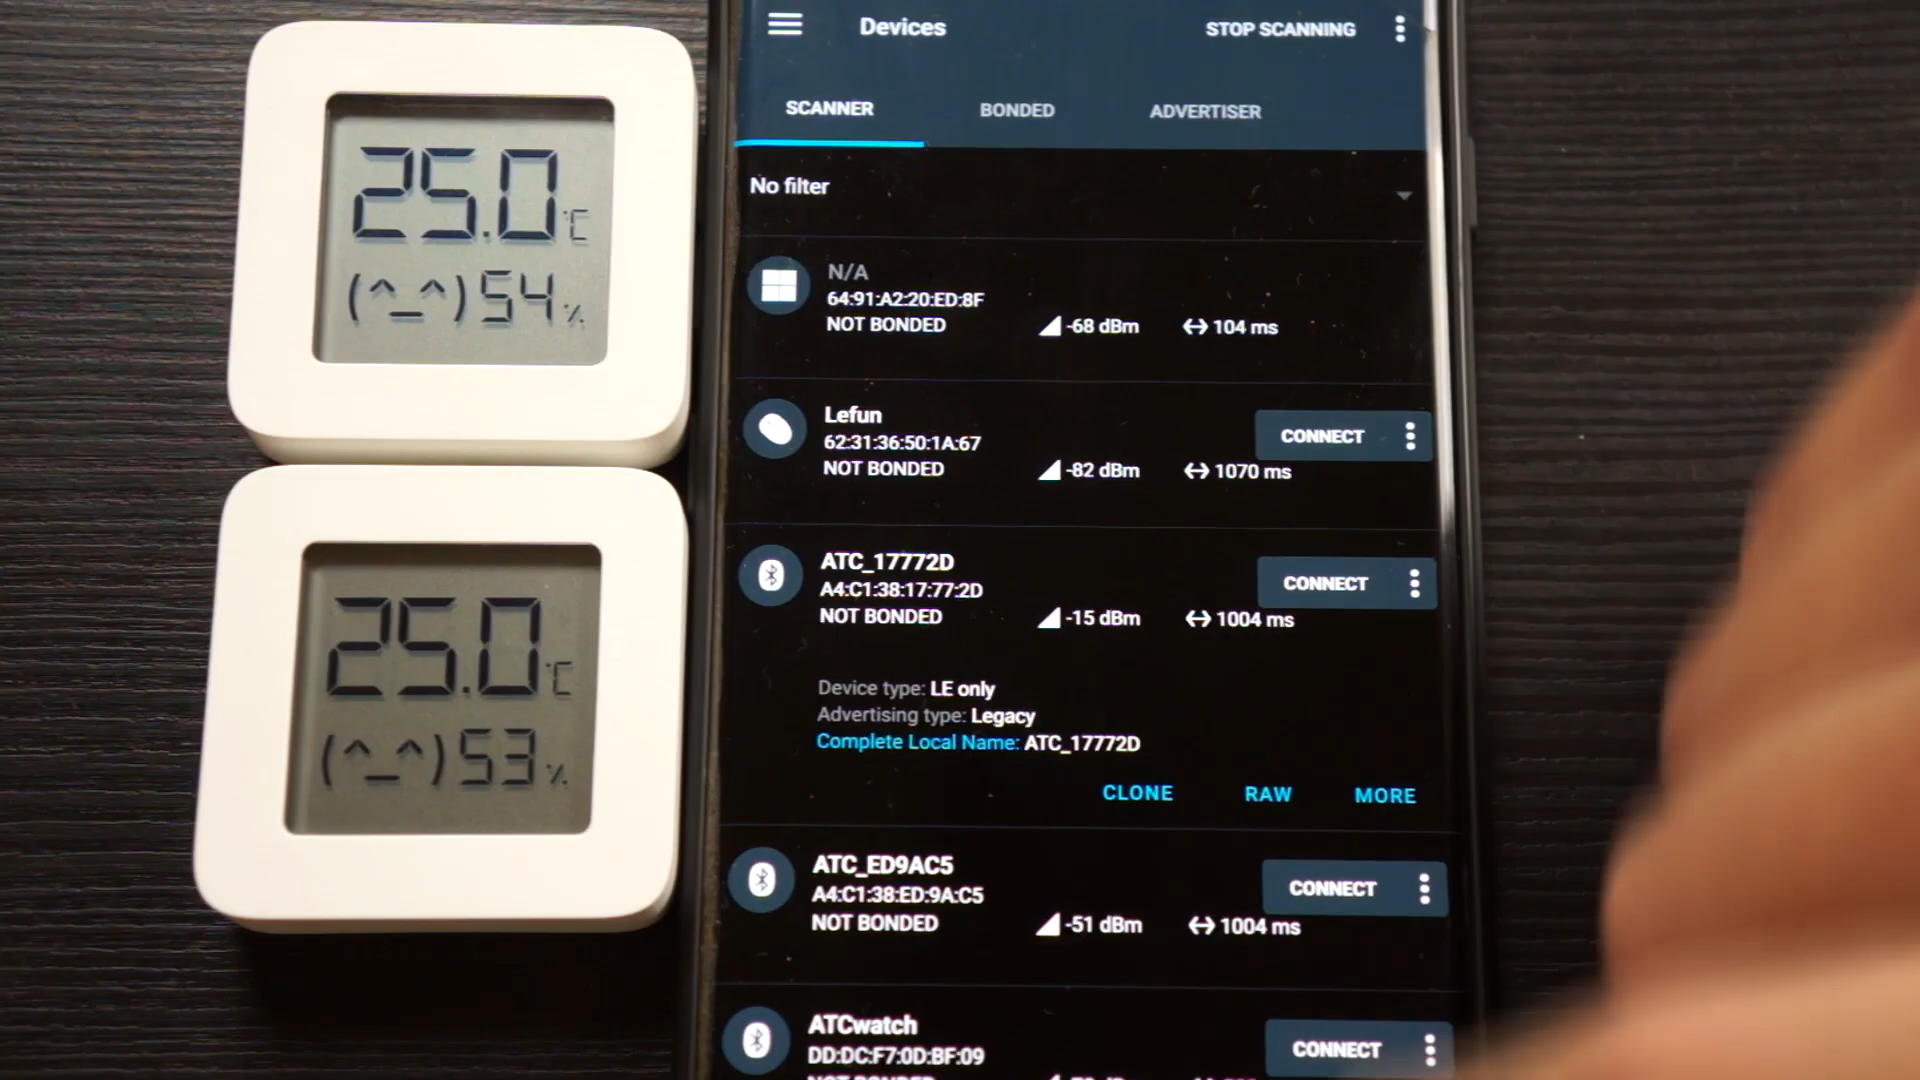 25.0°C
(^_^) 54%
25.0°C
(^_^) 53%
Devices
STOP SCANNING
SCANNER
BONDED
ADVERTISER
No filter
N/A
64:91:A2:20:ED:8F
NOT BONDED -68 dBm 104 ms
Lefun
62:31:36:50:1A:67
CONNECT
NOT BONDED -82 dBm 1070 ms
ATC_17772D
A4:C1:38:17:77:2D
CONNECT
NOT BONDED -15 dBm 1004 ms
Device type: LE only
Advertising type: Legacy
Complete Local Name: ATC_17772D
CLONE RAW MORE
ATC_ED9AC5
A4:C1:38:ED:9A:C5
CONNECT
NOT BONDED -51 dBm 1004 ms
ATCwatch
DD:DC:F7:0D:BF:09
CONNECT